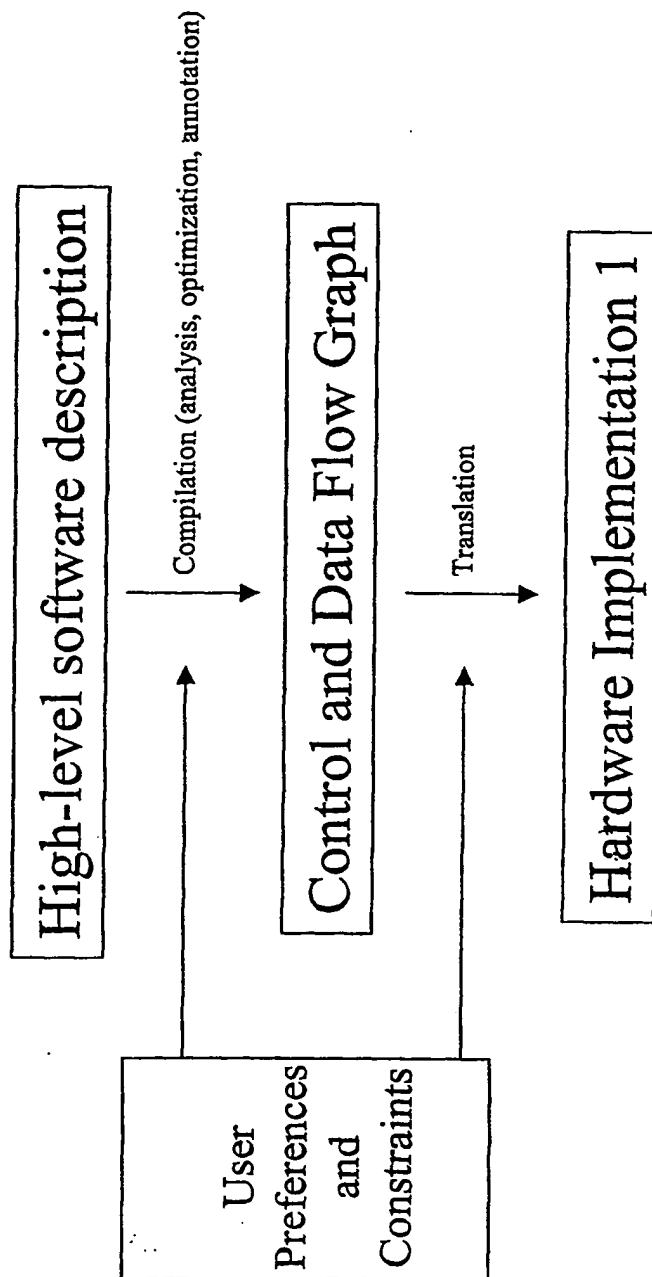 High-level software description
Compilation (analysis, optimization, annotation)
User
Preferences
and
Constraints
Control and Data Flow Graph
Translation
Hardware Implementation 1